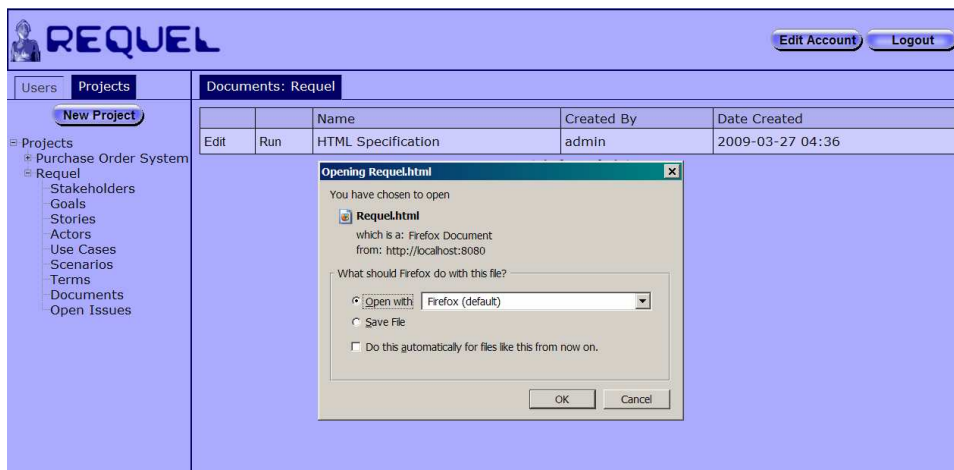 REQUEL
Edit Account Logout
Users Projects
New Project
Projects
Purchase Order System
Requel
Stakeholders
Goals
Stories
Actors
Use Cases
Scenarios
Terms
Documents
Open Issues
Documents: Requel
Name Created By Date Created
Edit Run HTML Specification admin 2009-03-27 04:36
Opening Requel.html
You have chosen to open
Requel.html
which is a: Firefox Document
from: http://localhost:8080
What should Firefox do with this file?
Open with Firefox (default)
Save File
Do this automatically for files like this from now on.
OK Cancel